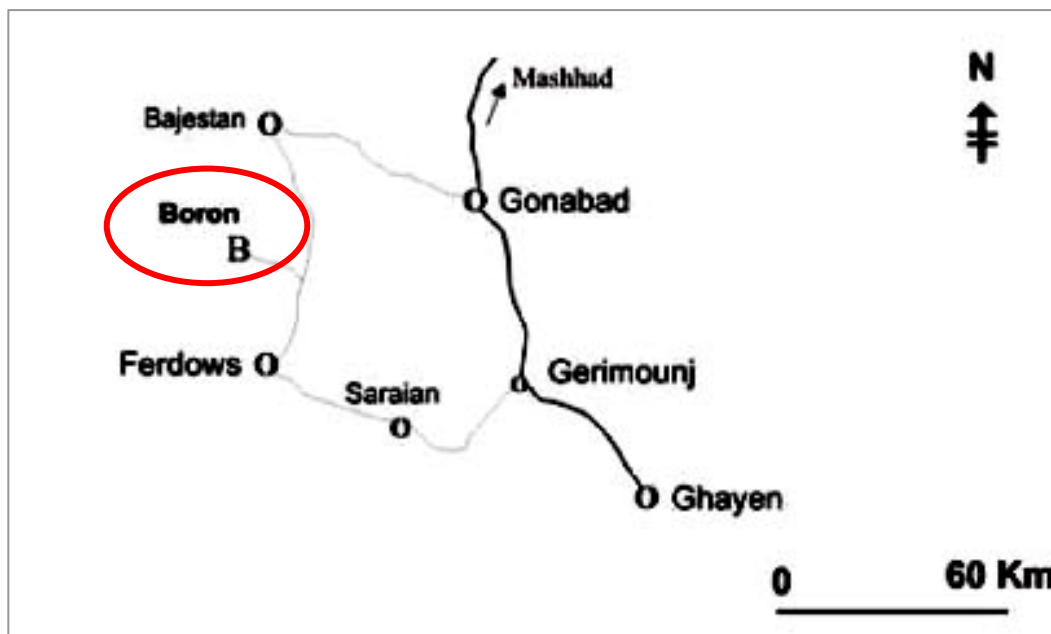 N
Mashhad
Bajestan
Gonabad
Boron
B
Ferdows
Gerimounj
Saraian
Ghayen
0 60 Km